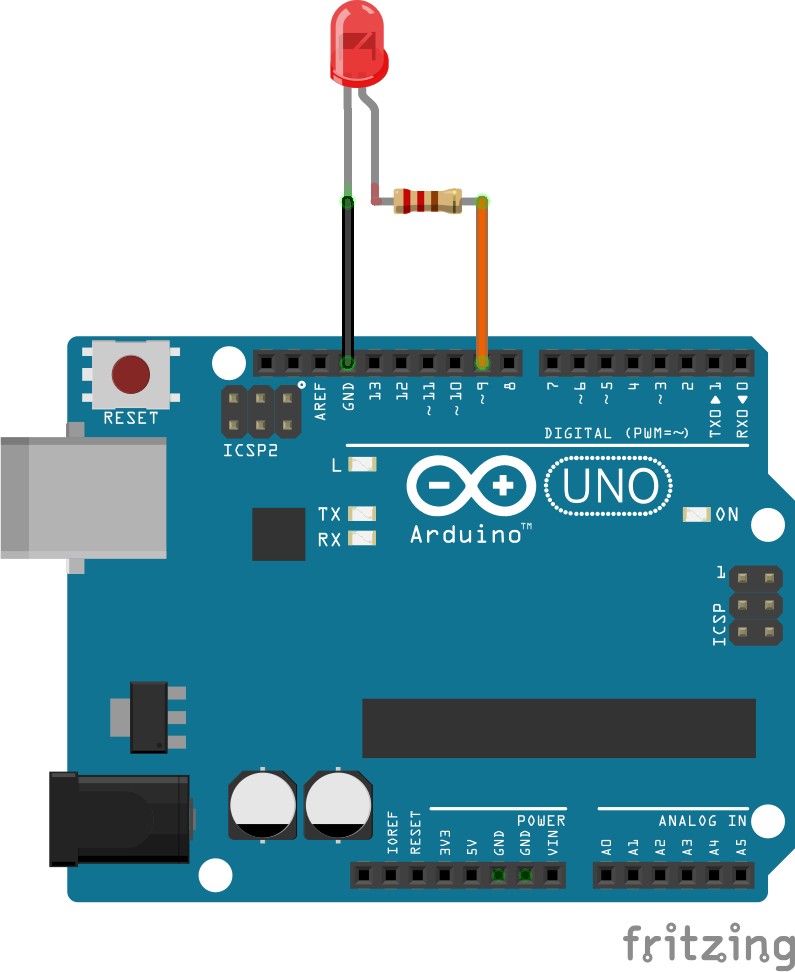 RESET
ICSP2
AREF
GND
13
12
~11
~10
~9
8
7
~6
~5
4
~3
2
TX0▶1
RX0◀0
DIGITAL (PWM=~)
L
TX
RX
Arduino™
UNO
ON
1
ICSP
IOREF
RESET
3V3
5V
GND
GND
VIN
POWER
A0
A1
A2
A3
A4
A5
ANALOG IN
fritzing